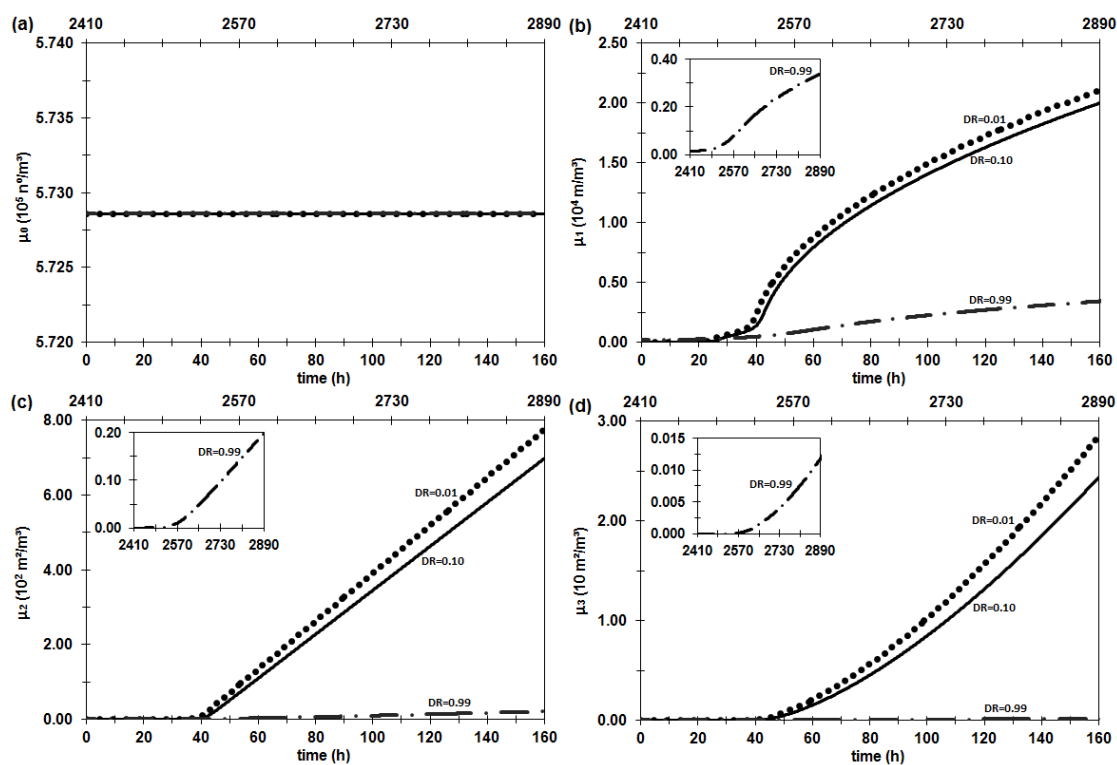 (a)
2410 2570 2730 2890
5.740
5.735
5.730
5.725
5.720
μ0 (10⁵ nº/m³)
0 20 40 60 80 100 120 140 160
time (h)
(b)
2410 2570 2730 2890
2.50
2.00
1.50
1.00
0.50
0.00
μ1 (10⁴ m/m³)
0.40
0.20
0.00
2410 2570 2730 2890
DR=0.99
DR=0.01
DR=0.10
DR=0.99
0 20 40 60 80 100 120 140 160
time (h)
(c)
2410 2570 2730 2890
8.00
6.00
4.00
2.00
0.00
μ2 (10² m²/m³)
0.20
0.10
0.00
2410 2570 2730 2890
DR=0.99
DR=0.01
DR=0.10
DR=0.99
0 20 40 60 80 100 120 140 160
time (h)
(d)
2410 2570 2730 2890
3.00
2.00
1.00
0.00
μ3 (10 m²/m³)
0.015
0.010
0.005
0.000
2410 2570 2730 2890
DR=0.99
DR=0.01
DR=0.10
DR=0.99
0 20 40 60 80 100 120 140 160
time (h)